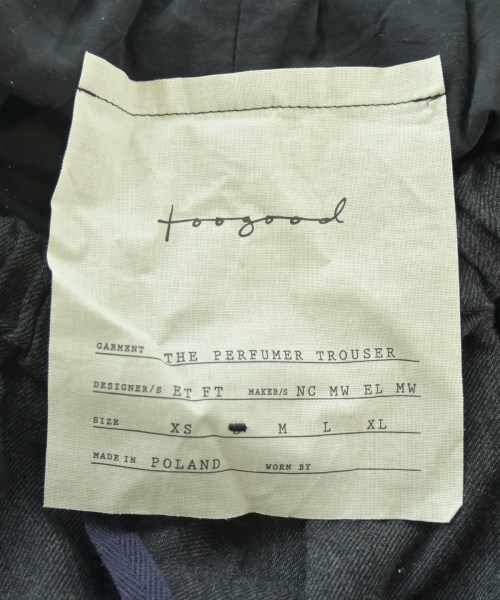 toogood
GARMENT THE PERFUMER TROUSER
DESIGNER/S ET FT MAKER/S NC MW EL MW
SIZE XS M L XL
MADE IN POLAND WORN BY